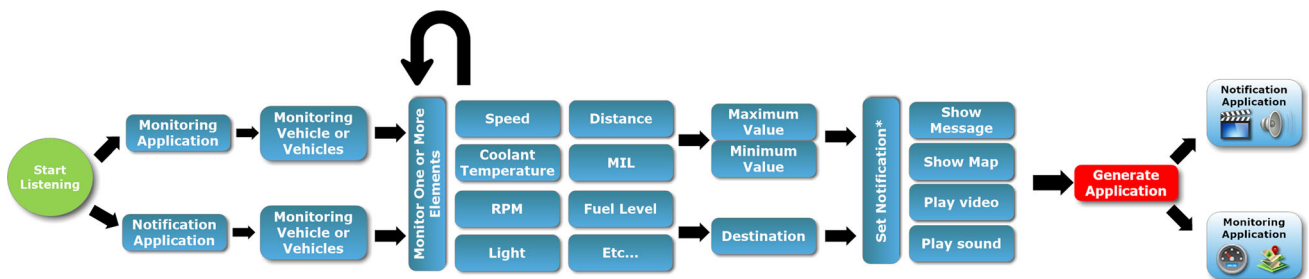 Start
Listening
Monitoring
Application
Notification
Application
Monitoring
Vehicle or
Vehicles
Monitoring
Vehicle or
Vehicles
Monitor One or More
Elements
Speed
Distance
Coolant
Temperature
MIL
RPM
Fuel Level
Light
Etc...
Maximum
Value
Minimum
Value
Destination
Set Notification*
Show
Message
Show Map
Play video
Play sound
Generate
Application
Notification
Application
Monitoring
Application